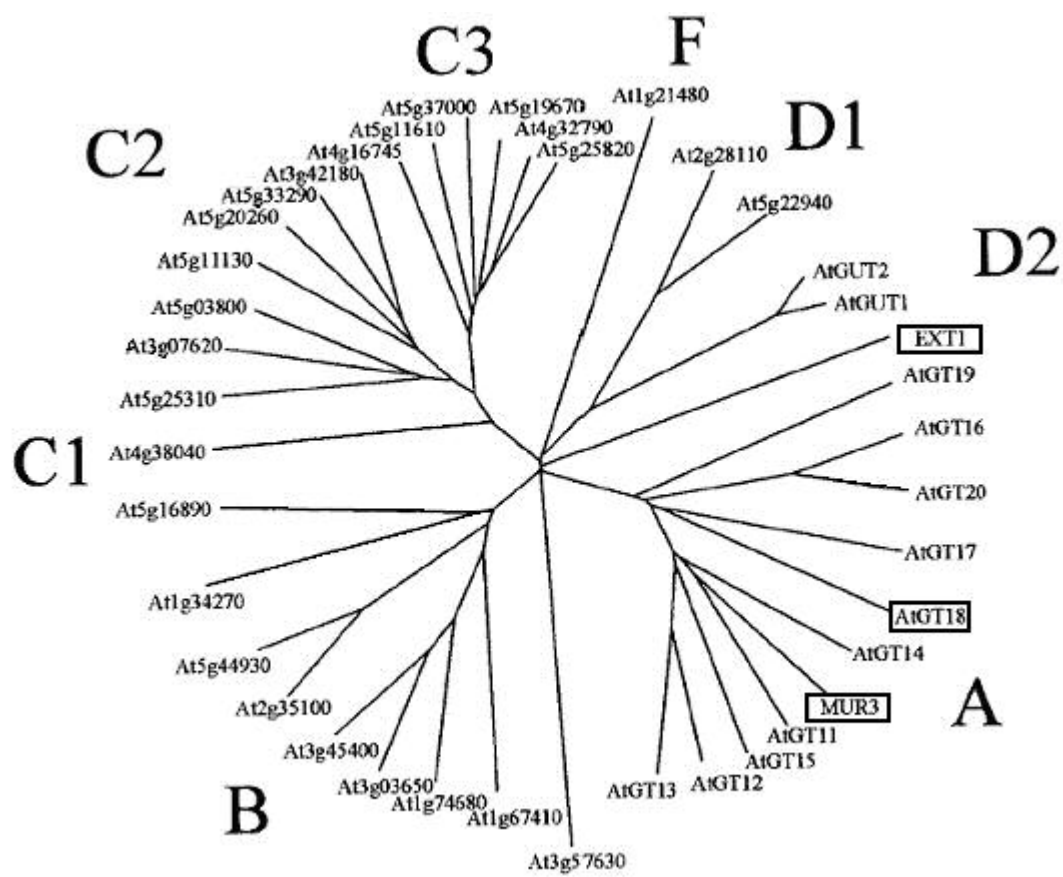 C3
F
At5g37000
At5g19670
At1g21480
At5g11610
At4g32790
D1
C2
At4g16745
At5g25820
At2g28110
At3g42180
At5g33290
At5g20260
At5g22940
D2
At5g11130
AtGUT2
At5g03800
AtGUT1
EXT1
At3g07620
AtGT19
At5g25310
AtGT16
C1
At4g38040
AtGT20
At5g16890
AtGT17
At1g34270
AtGT18
AtGT14
At5g44930
A
At2g35100
MUR3
AtGT11
At3g45400
AtGT15
B
At3g03650
AtGT12
AtGT13
At1g74680
At1g67410
At3g57630